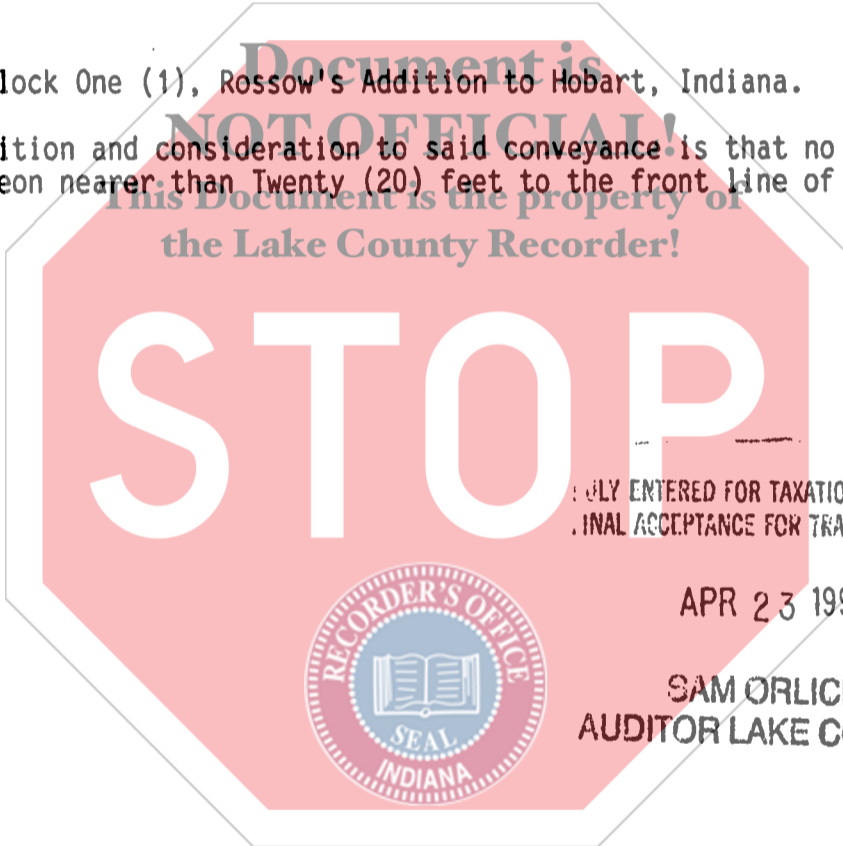 Document is
lock One (1), Rossow's Addition to Hobart, Indiana.
NOT OFFICIAL!
ition and consideration to said conveyance is that no
eon nearer than Twenty (20) feet to the front line of
This Document is the property of
the Lake County Recorder!
STOP
: ULY ENTERED FOR TAXATIO
. INAL ACCEPTANCE FOR TRA
APR 23 199
SAM ORLIC
AUDITOR LAKE CO
RECORDER'S OFFICE
SEAL
INDIANA